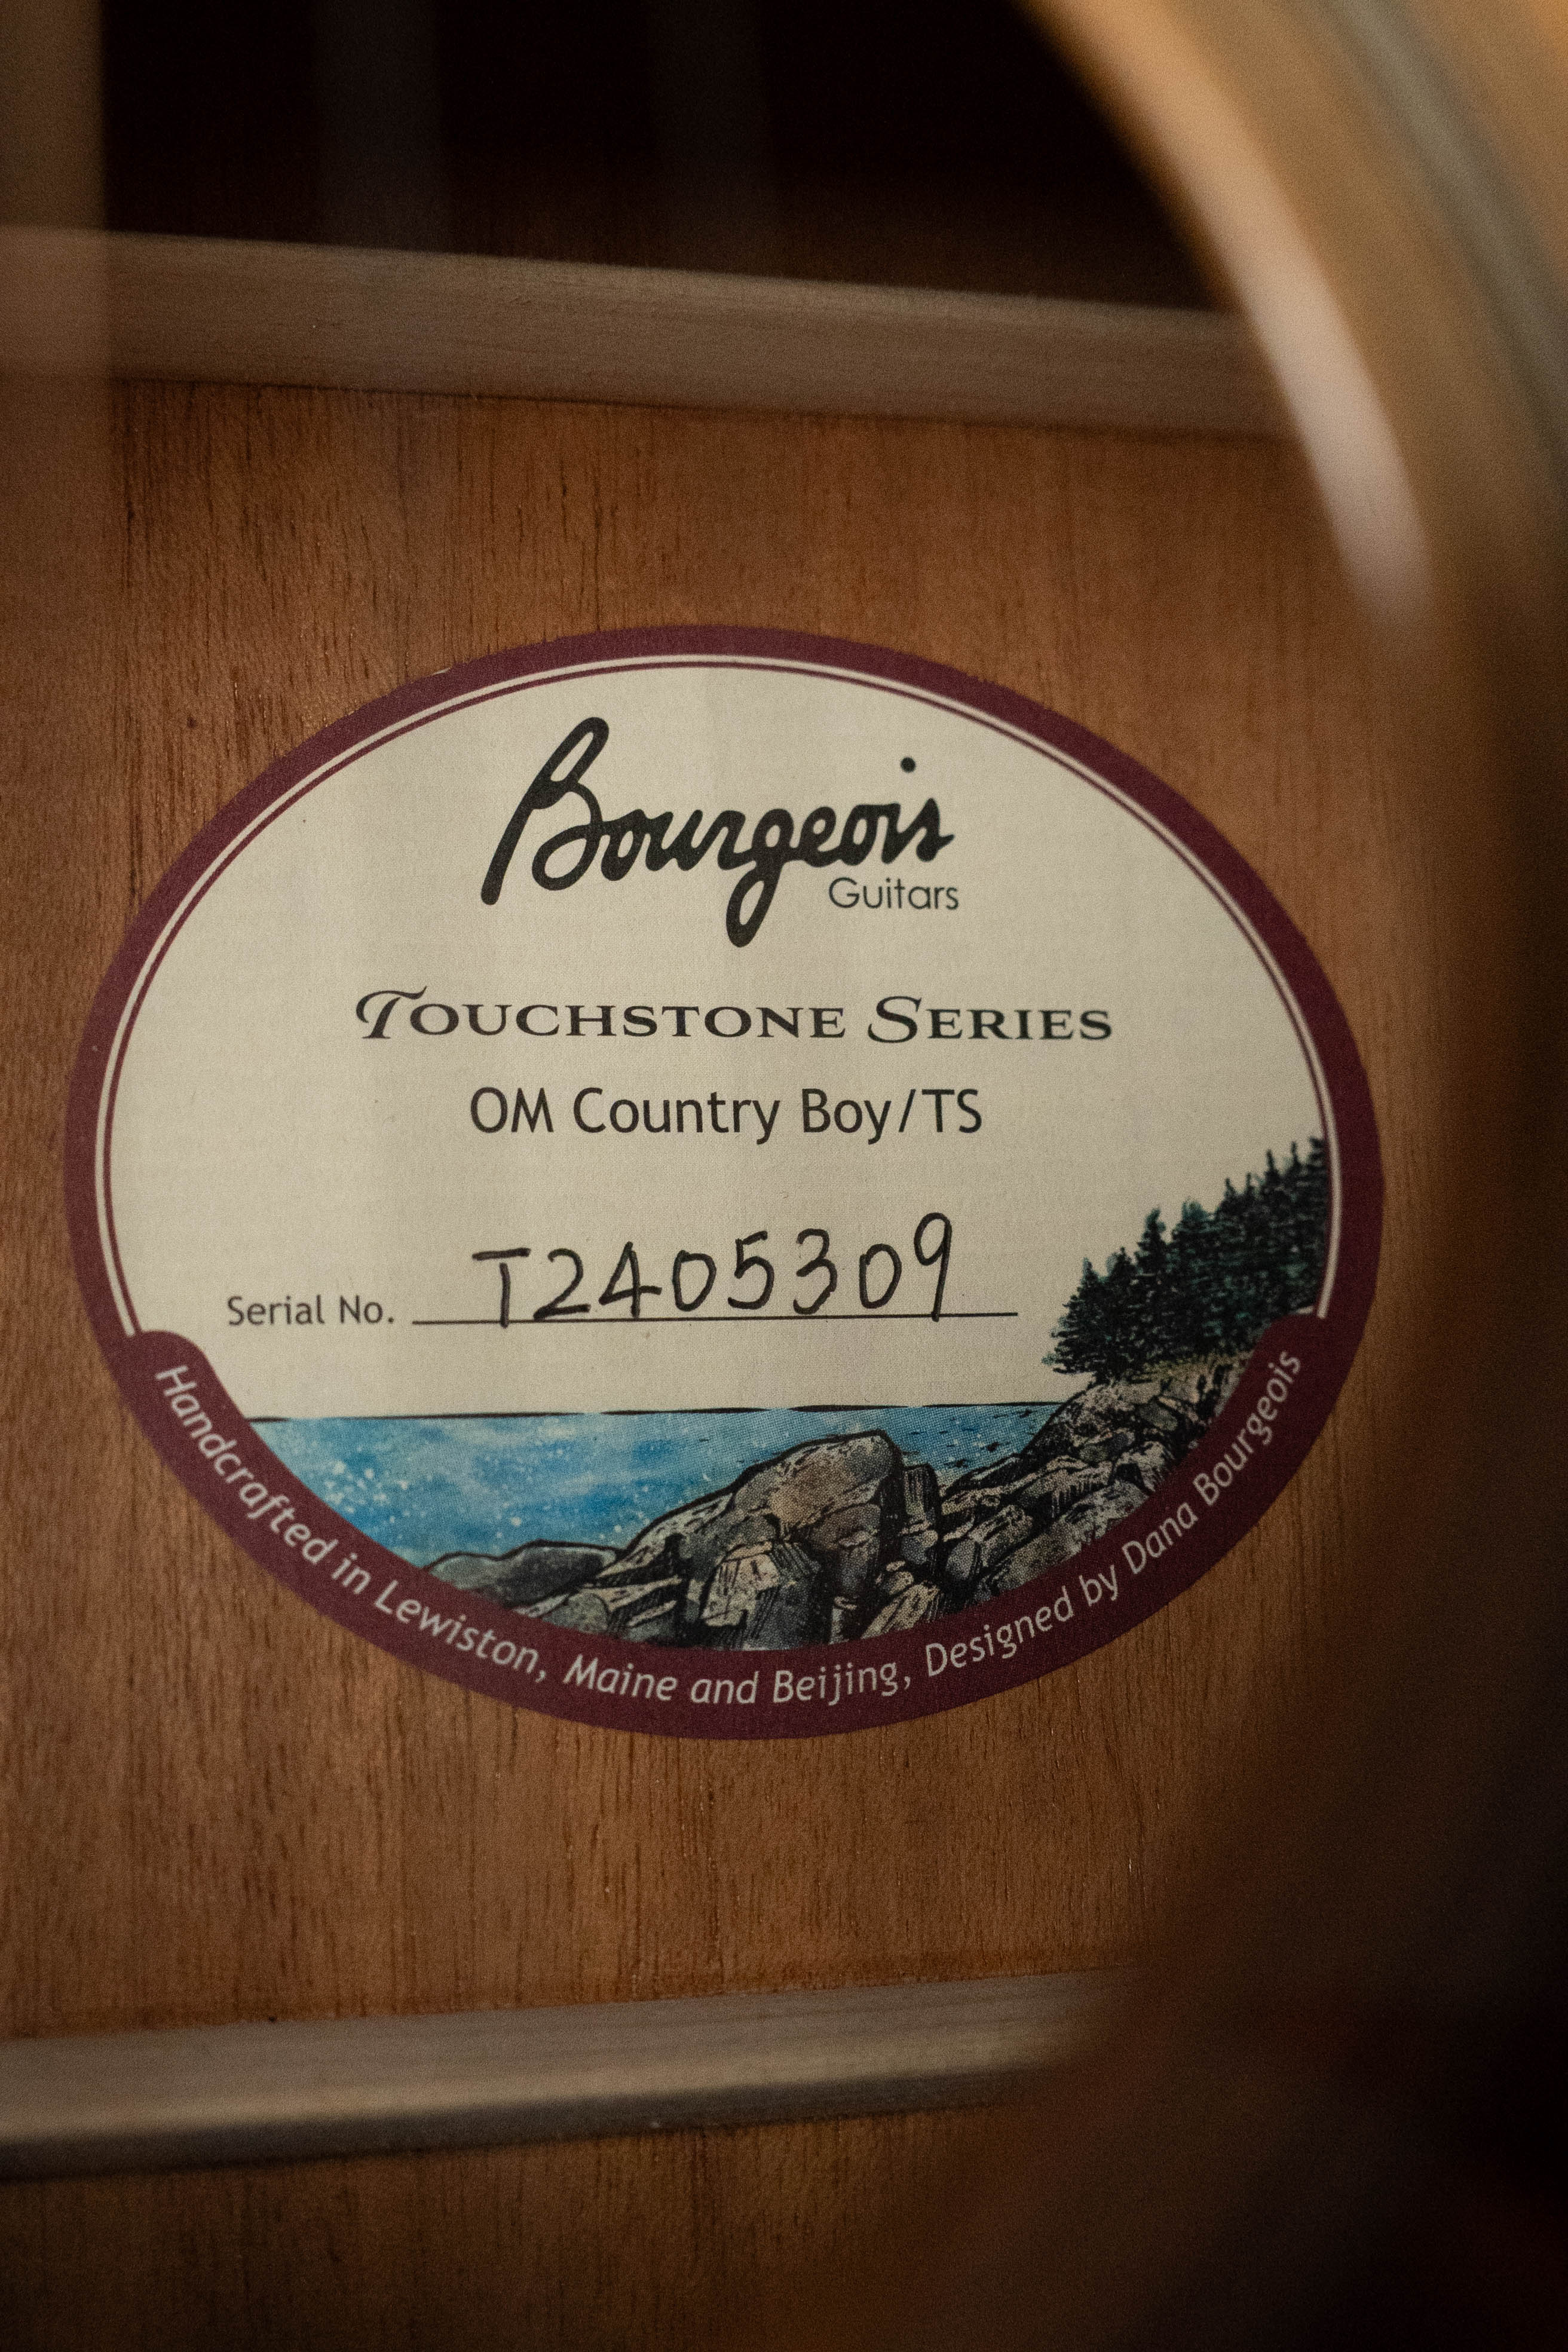 Bourgeois
Guitars
Touchstone Series
OM Country Boy/TS
Serial No. T2405309
Handcrafted in Lewiston, Maine and Beijing, Designed by Dana Bourgeois